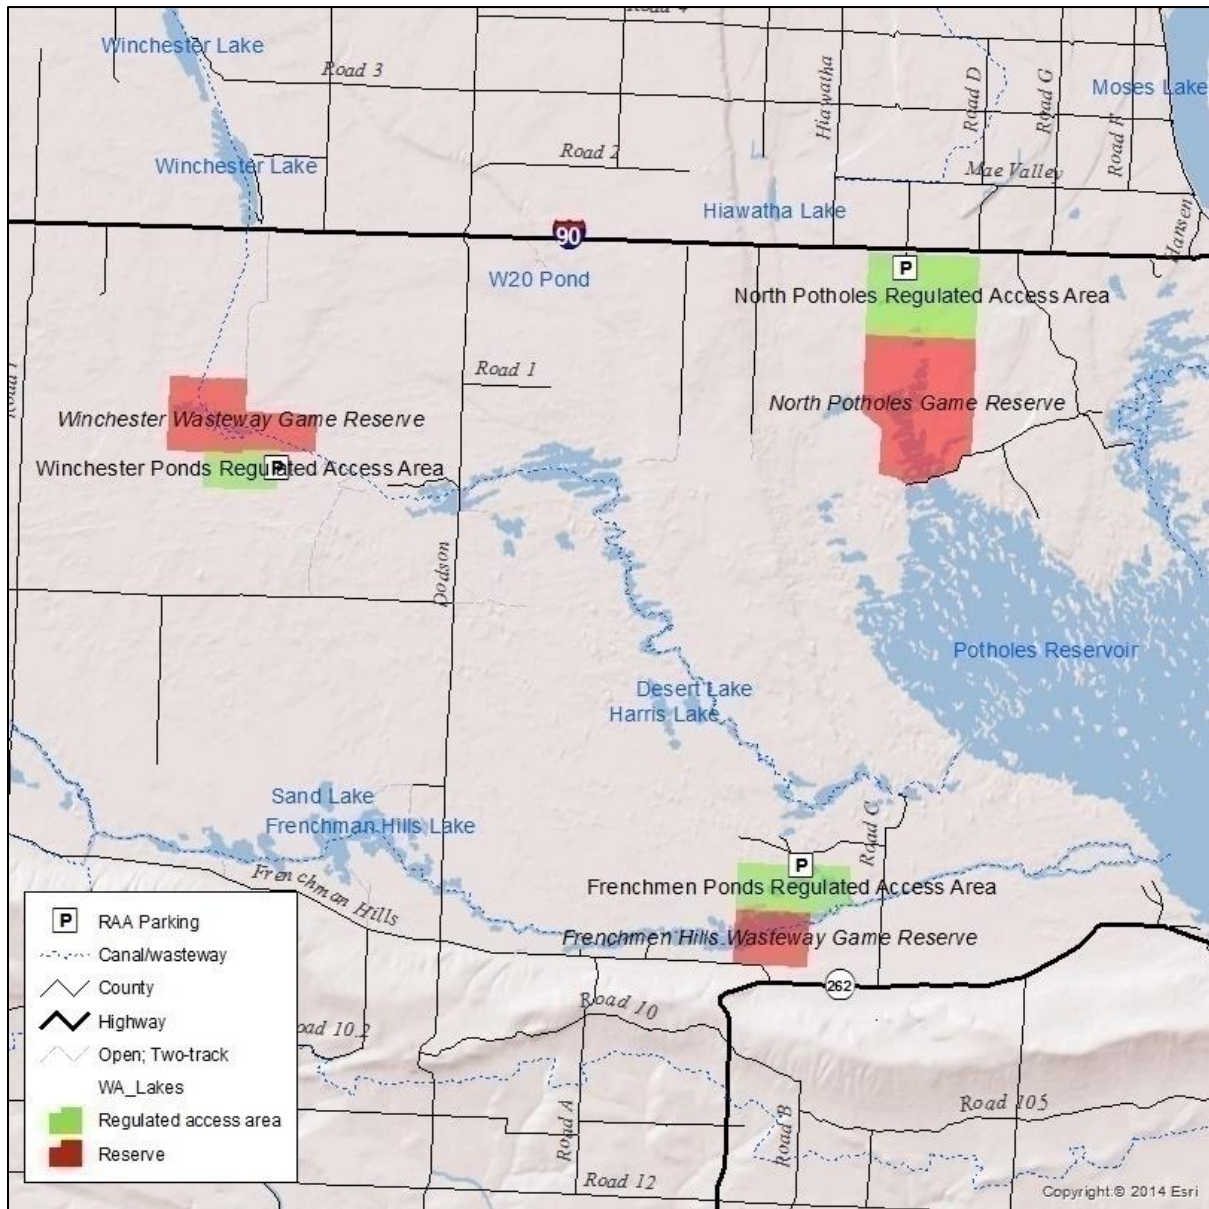 Road 4
Winchester Lake
Road 3
Hiawatha
Road D
Road G
Road F
Moses Lake
Winchester Lake
Road 2
Mae Valley
Hiawatha Lake
Hansen
90
W20 Pond
P
North Potholes Regulated Access Area
Road 1
Winchester Wasteway Game Reserve
North Potholes Game Reserve
Winchester Ponds Regulated Access Area
P
Dodson
Potholes Reservoir
Desert Lake
Harris Lake
Sand Lake
Frenchman Hills Lake
Road C
P
Frenchman Hills
Frenchmen Ponds Regulated Access Area
Frenchmen Hills Wasteway Game Reserve
262
Road 10
Road A
Road B
Road 105
Road 12
P RAA Parking
Canal/wasteway
County
Highway
Open; Two-track
WA_Lakes
Regulated access area
Reserve
Copyright:© 2014 Esri